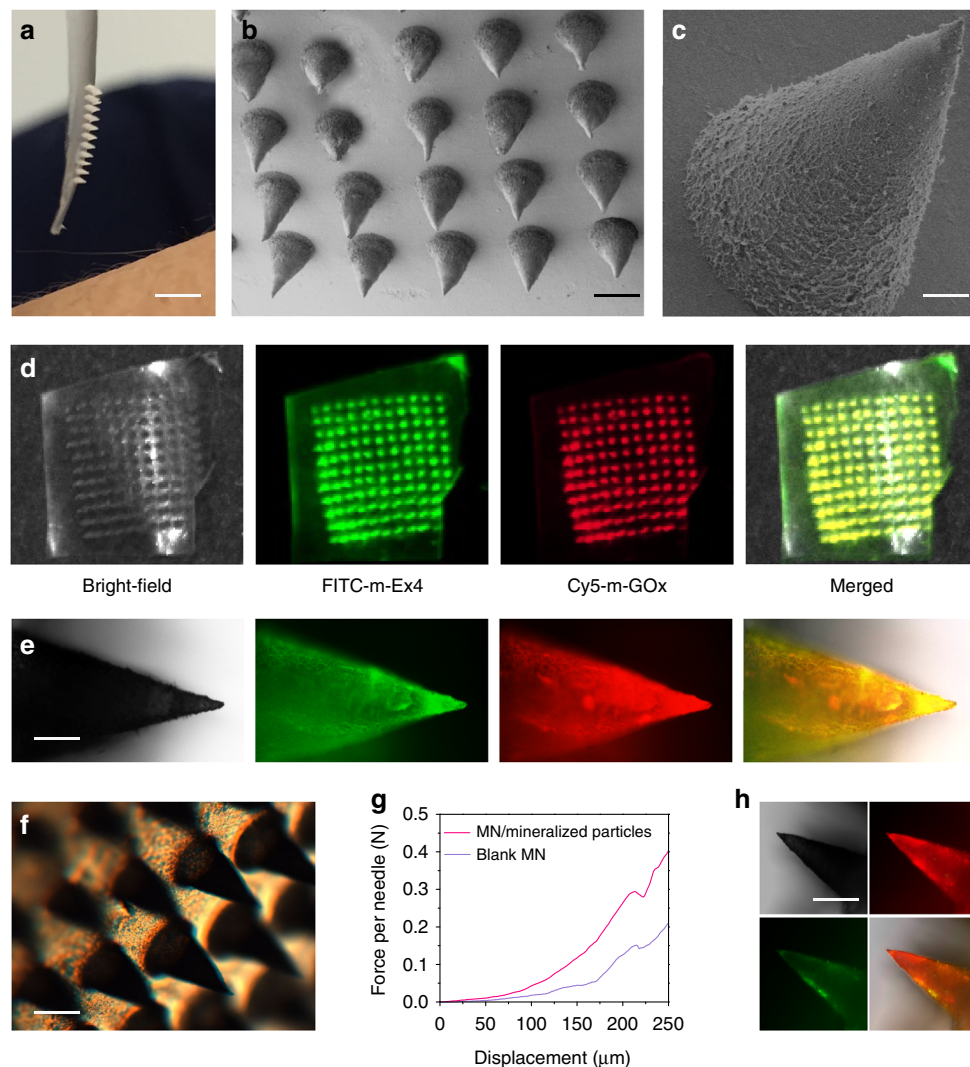 a
b
c
d
Bright-field
FITC-m-Ex4
Cy5-m-GOx
Merged
e
f
g
Force per needle (N)
0.5
0.4
0.3
0.2
0.1
0.0
MN/mineralized particles
Blank MN
0
50
100
150
200
250
Displacement (μm)
h